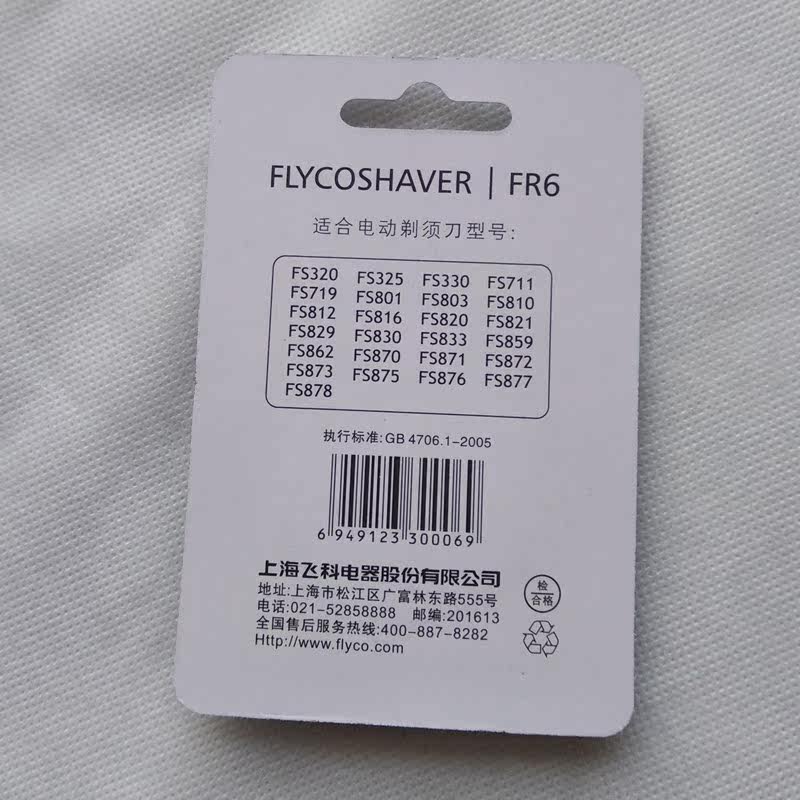 FLYCOSHAVER | FR6
适合电动剃须刀型号:
FS320 FS325 FS330 FS711
FS719 FS801 FS803 FS810
FS812 FS816 FS820 FS821
FS829 FS830 FS833 FS859
FS862 FS870 FS871 FS872
FS873 FS875 FS876 FS877
FS878
执行标准:GB 4706.1-2005
6 949123 300069
上海飞科电器股份有限公司
地址:上海市松江区广富林东路555号
电话:021-52858888 邮编:201613
全国售后服务热线:400-887-8282
Http://www.flyco.com
检
合格